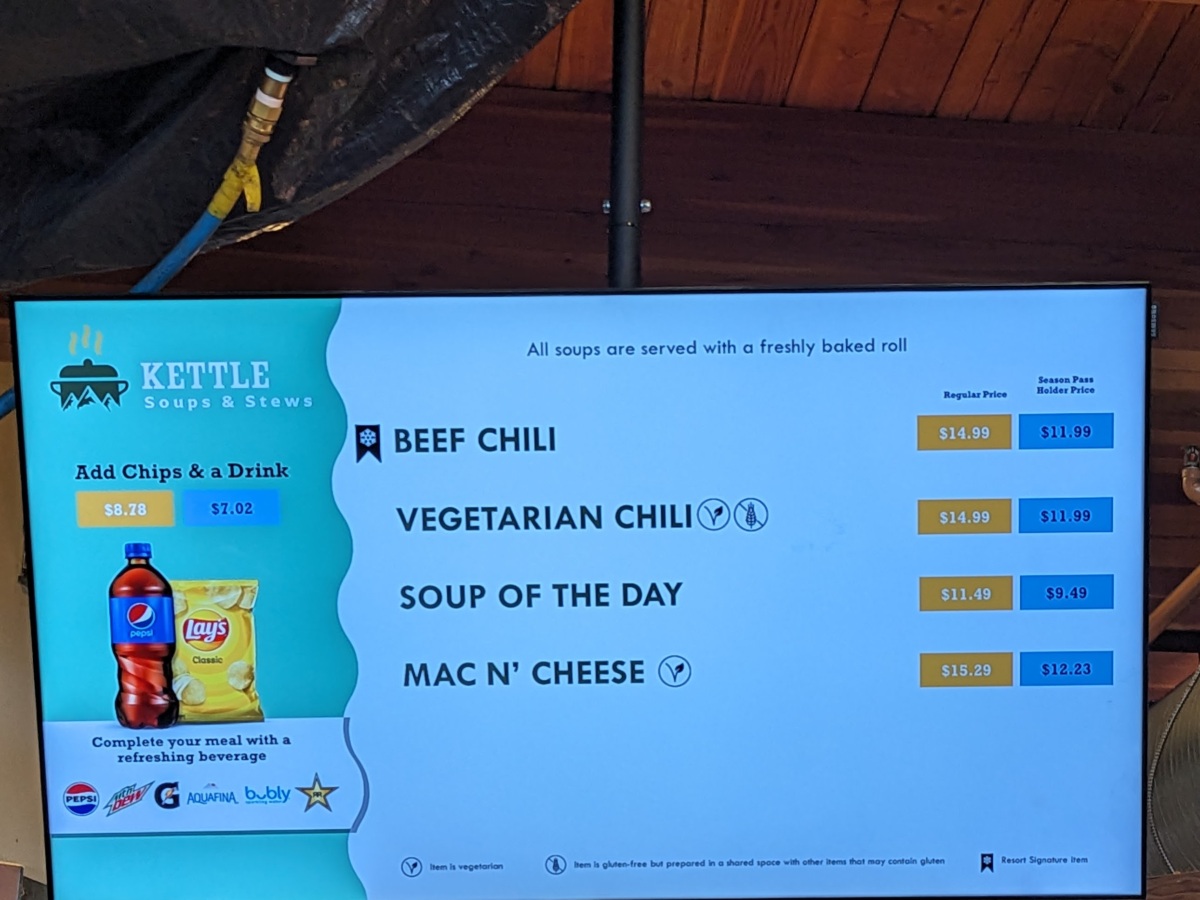 KETTLE
Soups & Stews
Add Chips & a Drink
$8.78 $7.02
pepsi
Lay's
Classic
Complete your meal with a
refreshing beverage
PEPSI MTN DEW G AQUAFINA bubly
All soups are served with a freshly baked roll
Regular Price
Season Pass
Holder Price
BEEF CHILI $14.99 $11.99
VEGETARIAN CHILI $14.99 $11.99
SOUP OF THE DAY $11.49 $9.49
MAC N' CHEESE $15.29 $12.23
Item is vegetarian
Item is gluten-free but prepared in a shared space with other items that may contain gluten
Resort Signature Item